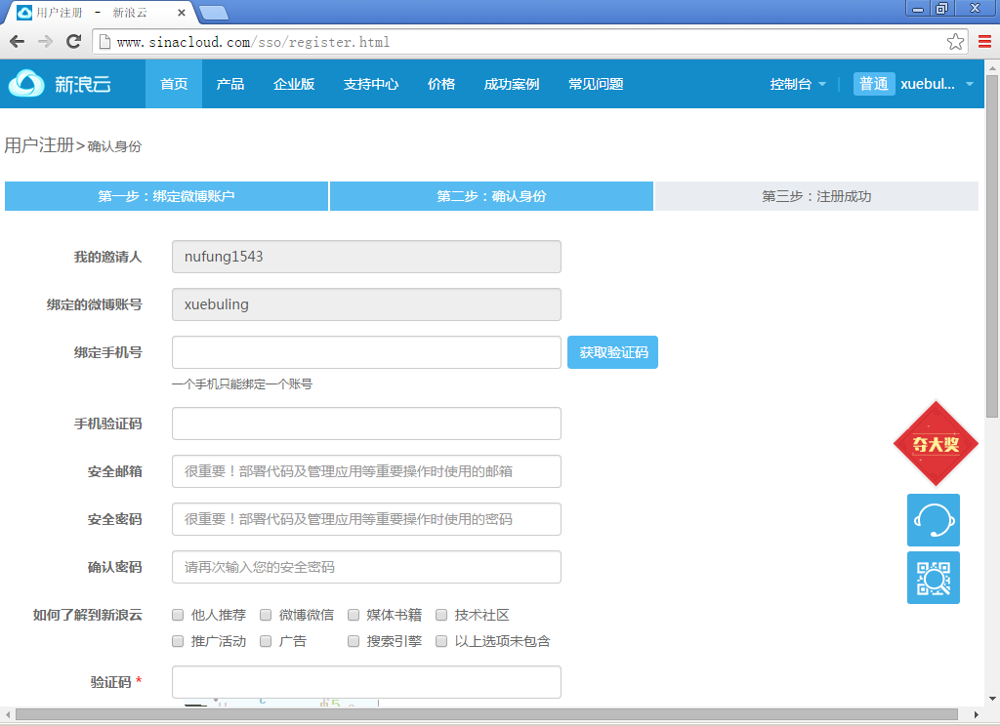 用户注册 － 新浪云
www.sinacloud.com/sso/register.html
新浪云 首页 产品 企业版 支持中心 价格 成功案例 常见问题 控制台 普通 xuebul...
用户注册>确认身份
第一步：绑定微博账户 第二步：确认身份 第三步：注册成功
我的邀请人 nufung1543
绑定的微博账号 xuebuling
绑定手机号 获取验证码
一个手机只能绑定一个账号
手机验证码
夺大奖
安全邮箱 很重要！部署代码及管理应用等重要操作时使用的邮箱
安全密码 很重要！部署代码及管理应用等重要操作时使用的密码
确认密码 请再次输入您的安全密码
如何了解到新浪云 他人推荐 微博微信 媒体书籍 技术社区
推广活动 广告 搜索引擎 以上选项未包含
验证码 *